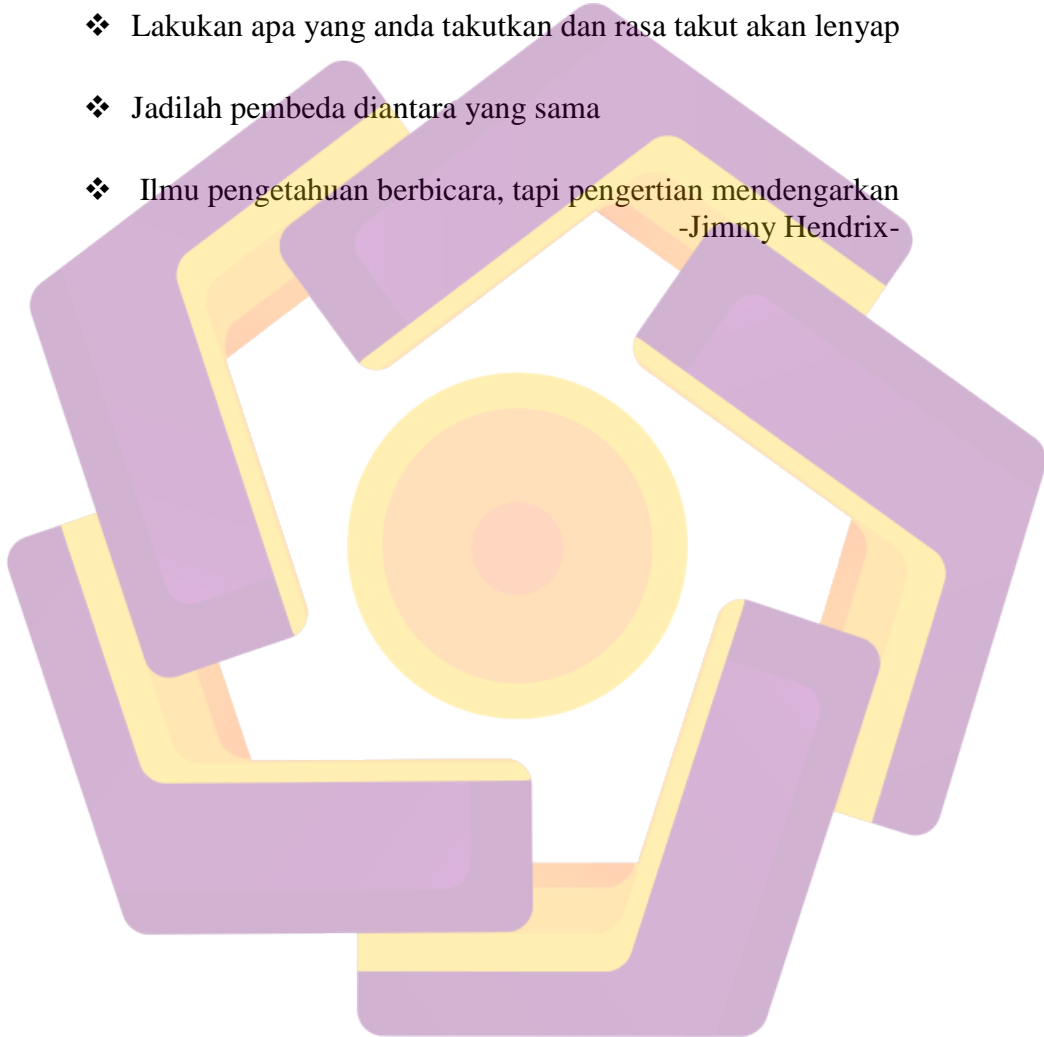 ❖ Lakukan apa yang anda takutkan dan rasa takut akan lenyap
❖ Jadilah pembeda diantara yang sama
❖ Ilmu pengetahuan berbicara, tapi pengertian mendengarkan
-Jimmy Hendrix-